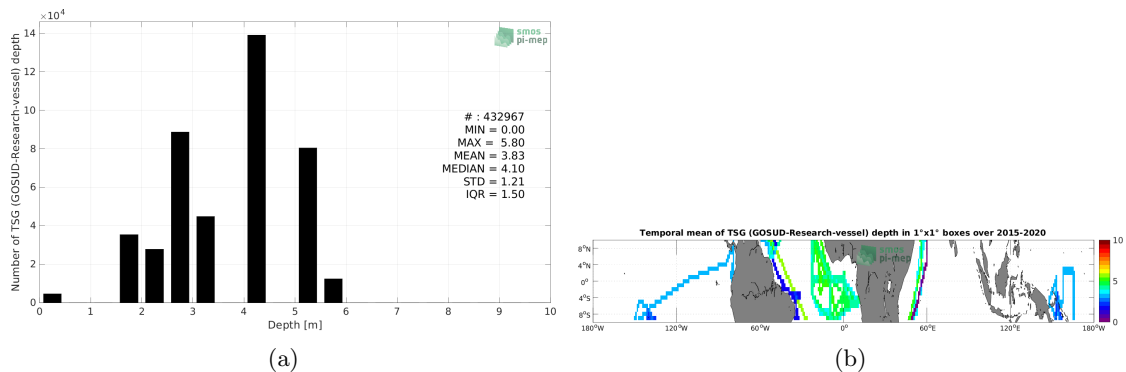 ×10⁴
14
12
10
8
6
4
2
0
Number of TSG (GOSUD-Research-vessel) depth
smos
pi-mep
# : 432967
MIN = 0.00
MAX = 5.80
MEAN = 3.83
MEDIAN = 4.10
STD = 1.21
IQR = 1.50
0 1 2 3 4 5 6 7 8 9 10
Depth [m]
(a)
Temporal mean of TSG (GOSUD-Research-vessel) depth in 1°x1° boxes over 2015-2020
smos
pi-mep
8°N
4°N
0°
4°S
8°S
180°W 120°W 60°W 0° 60°E 120°E 180°W
10
5
0
(b)